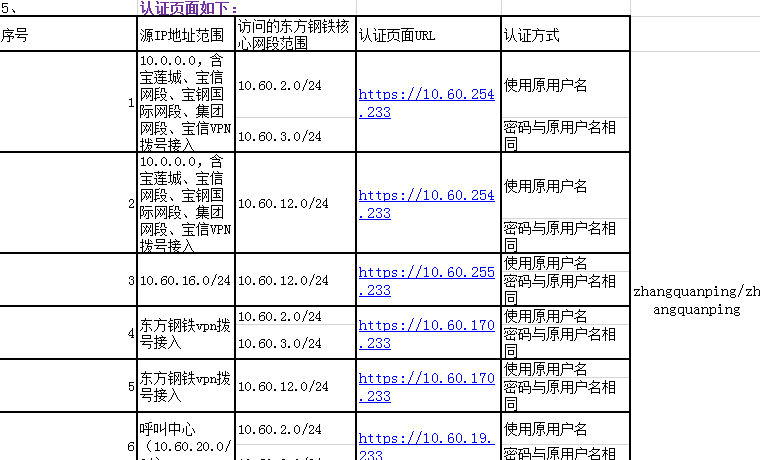 5、 认证页面如下：
序号 源IP地址范围 访问的东方钢铁核心网段范围 认证页面URL 认证方式
1
10.0.0.0，含
宝莲城、宝信
网段、宝钢国
际网段、集团
网段、宝信VPN
拨号接入
10.60.2.0/24
10.60.3.0/24
https://10.60.254
.233
使用原用户名
密码与原用户名相
同
2
10.0.0.0，含
宝莲城、宝信
网段、宝钢国
际网段、集团
网段、宝信VPN
拨号接入
10.60.12.0/24
https://10.60.254
.233
使用原用户名
密码与原用户名相
同
3
10.60.16.0/24
10.60.12.0/24
https://10.60.255
.233
使用原用户名
密码与原用户名相
同
zhangquanping/zh
angquanping
4
东方钢铁vpn拨
号接入
10.60.2.0/24
10.60.3.0/24
https://10.60.170
.233
使用原用户名
密码与原用户名相
同
5
东方钢铁vpn拨
号接入
10.60.12.0/24
https://10.60.170
.233
使用原用户名
密码与原用户名相
同
6
呼叫中心
（10.60.20.0/
10.60.2.0/24
https://10.60.19.
233
使用原用户名
密码与原用户名相